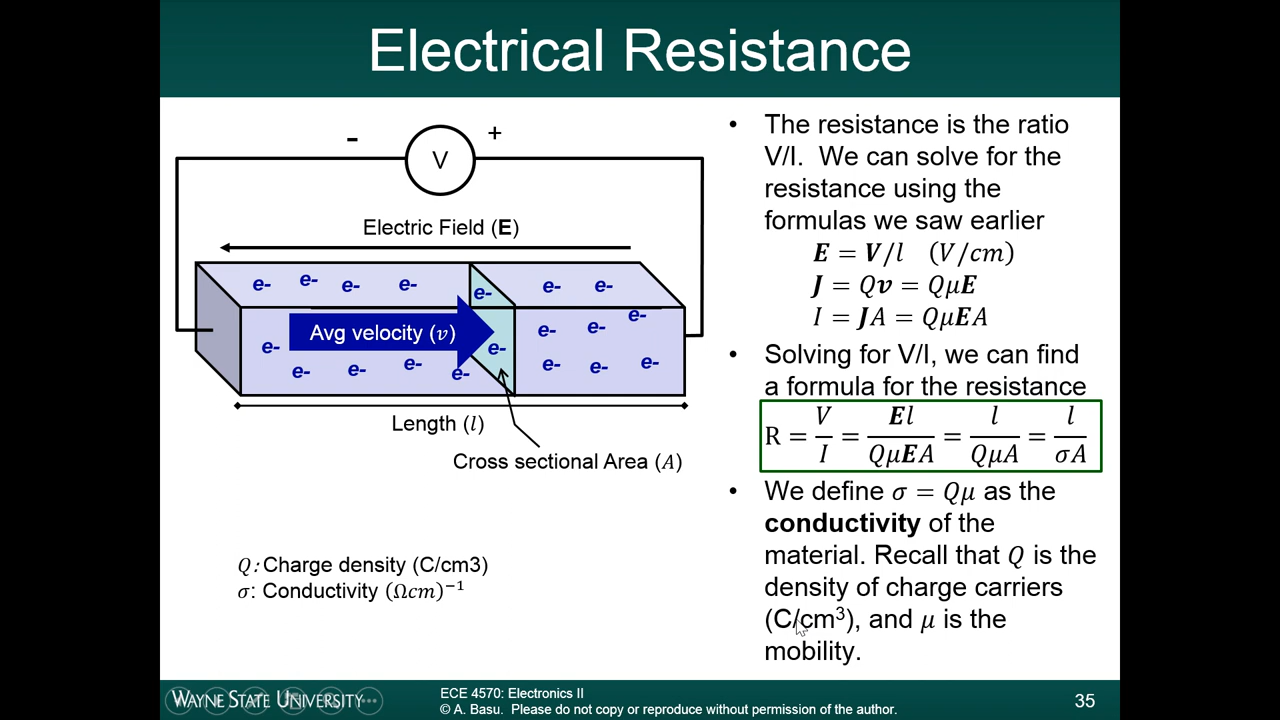 Electrical Resistance
-
+
V
Electric Field (E)
e- e- e- e- e- e- e-
e-
e- e-
Avg velocity (v)
e- e-
e- e- e- e- e- e- e- e-
Length (l)
Cross sectional Area (A)
Q: Charge density (C/cm3)
σ: Conductivity (Ωcm)⁻¹
• The resistance is the ratio
V/I. We can solve for the
resistance using the
formulas we saw earlier
E = V/l (V/cm)
J = Qv = QμE
I = JA = QμEA
• Solving for V/I, we can find
a formula for the resistance
R = V/I = El/QμEA = l/QμA = l/σA
• We define σ = Qμ as the
conductivity of the
material. Recall that Q is the
density of charge carriers
(C/cm³), and μ is the
mobility.
WAYNE STATE UNIVERSITY
ECE 4570: Electronics II
© A. Basu. Please do not copy or reproduce without permission of the author.
35